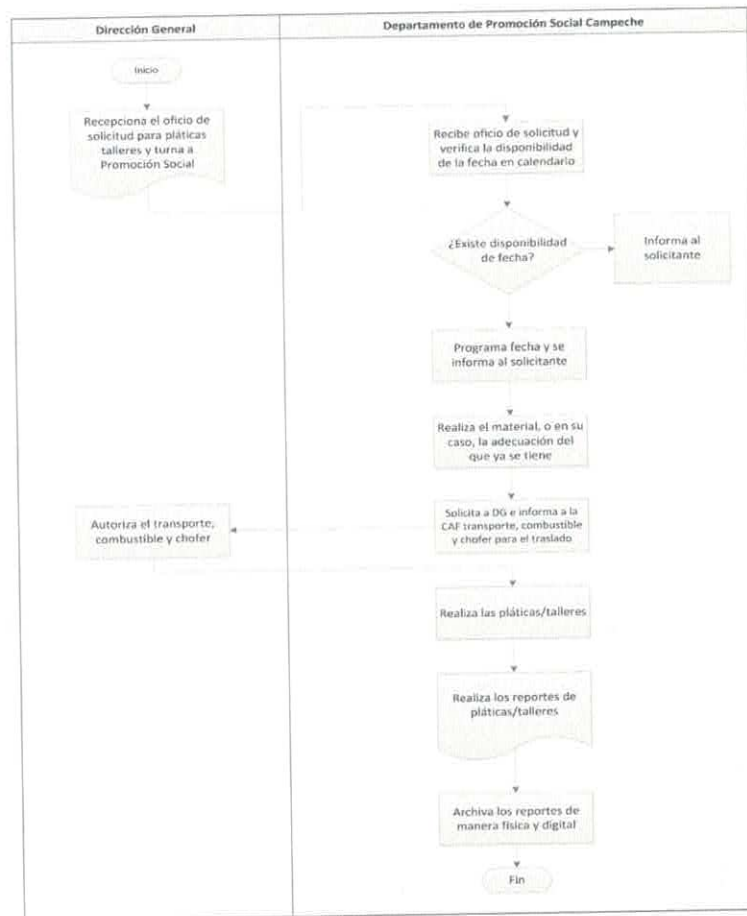 Dirección General
Departamento de Promoción Social Campeche
Inicio
Recepciona el oficio de
solicitud para pláticas
talleres y turna a
Promoción Social
Recibe oficio de solicitud y
verifica la disponibilidad
de la fecha en calendario
¿Existe disponibilidad
de fecha?
Informa al
solicitante
Programa fecha y se
informa al solicitante
Realiza el material, o en su
caso, la adecuación del
que ya se tiene
Solicita a DG e informa a la
CAF transporte, combustible
y chofer para el traslado
Autoriza el transporte,
combustible y chofer
Realiza las pláticas/talleres
Realiza los reportes de
pláticas/talleres
Archiva los reportes de
manera física y digital
Fin